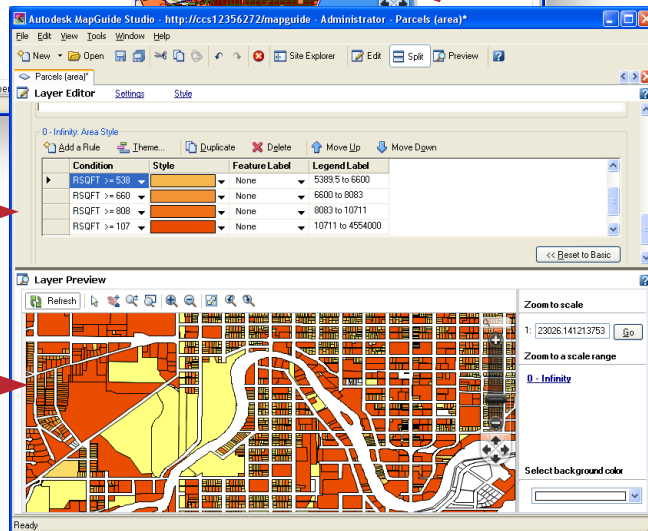 Autodesk MapGuide Studio - http://ccs12356272/mapguide - Administrator - Parcels (area)*
File Edit View Tools Window Help
New Open Site Explorer Edit Split Preview
Parcels (area)*
Layer Editor Settings Style
0 - Infinity: Area Style
Add a Rule Theme... Duplicate Delete Move Up Move Down
Condition Style Feature Label Legend Label
RSQFT >= 538 None 5389.5 to 6600
RSQFT >= 660 None 6600 to 8083
RSQFT >= 808 None 8083 to 10711
RSQFT >= 107 None 10711 to 4554000
<< Reset to Basic
Layer Preview
Refresh
Zoom to scale
1: 23026.141213753 Go
Zoom to a scale range
0 - Infinity
Select background color
Ready